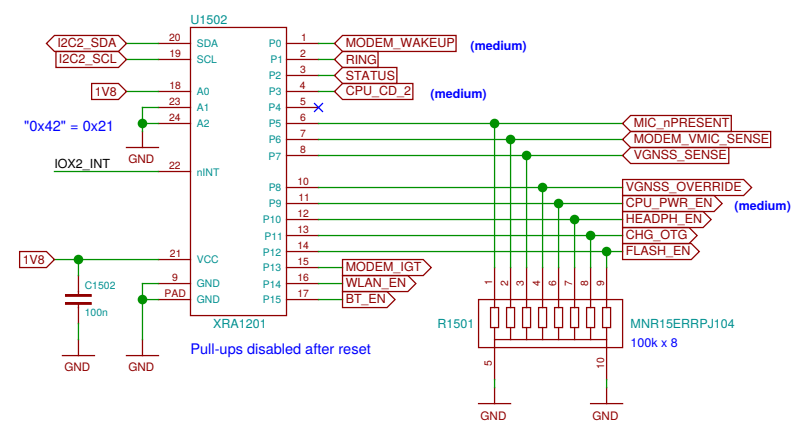 U1502
I2C2_SDA 20 SDA P0 1 MODEM_WAKEUP (medium)
I2C2_SCL 19 SCL P1 2 RING
P2 3 STATUS
1V8 18 A0 P3 4 CPU_CD_2 (medium)
23 A1 P4 5
"0x42" = 0x21 24 A2 P5 6 MIC_nPRESENT
P6 7 MODEM_VMIC_SENSE
GND P7 8 VGNSS_SENSE
IOX2_INT 22 nINT
P8 10 VGNSS_OVERRIDE
P9 11 CPU_PWR_EN (medium)
P10 12 HEADPH_EN
P11 13 CHG_OTG
1V8 21 VCC P12 14 FLASH_EN
P13 15 MODEM_IGT
9 GND P14 16 WLAN_EN
PAD GND P15 17 BT_EN
C1502
100n
1 2 3 4 6 7 8 9
XRA1201
R1501 MNR15ERRPJ104
100k x 8
Pull-ups disabled after reset
5 10
GND GND
GND GND